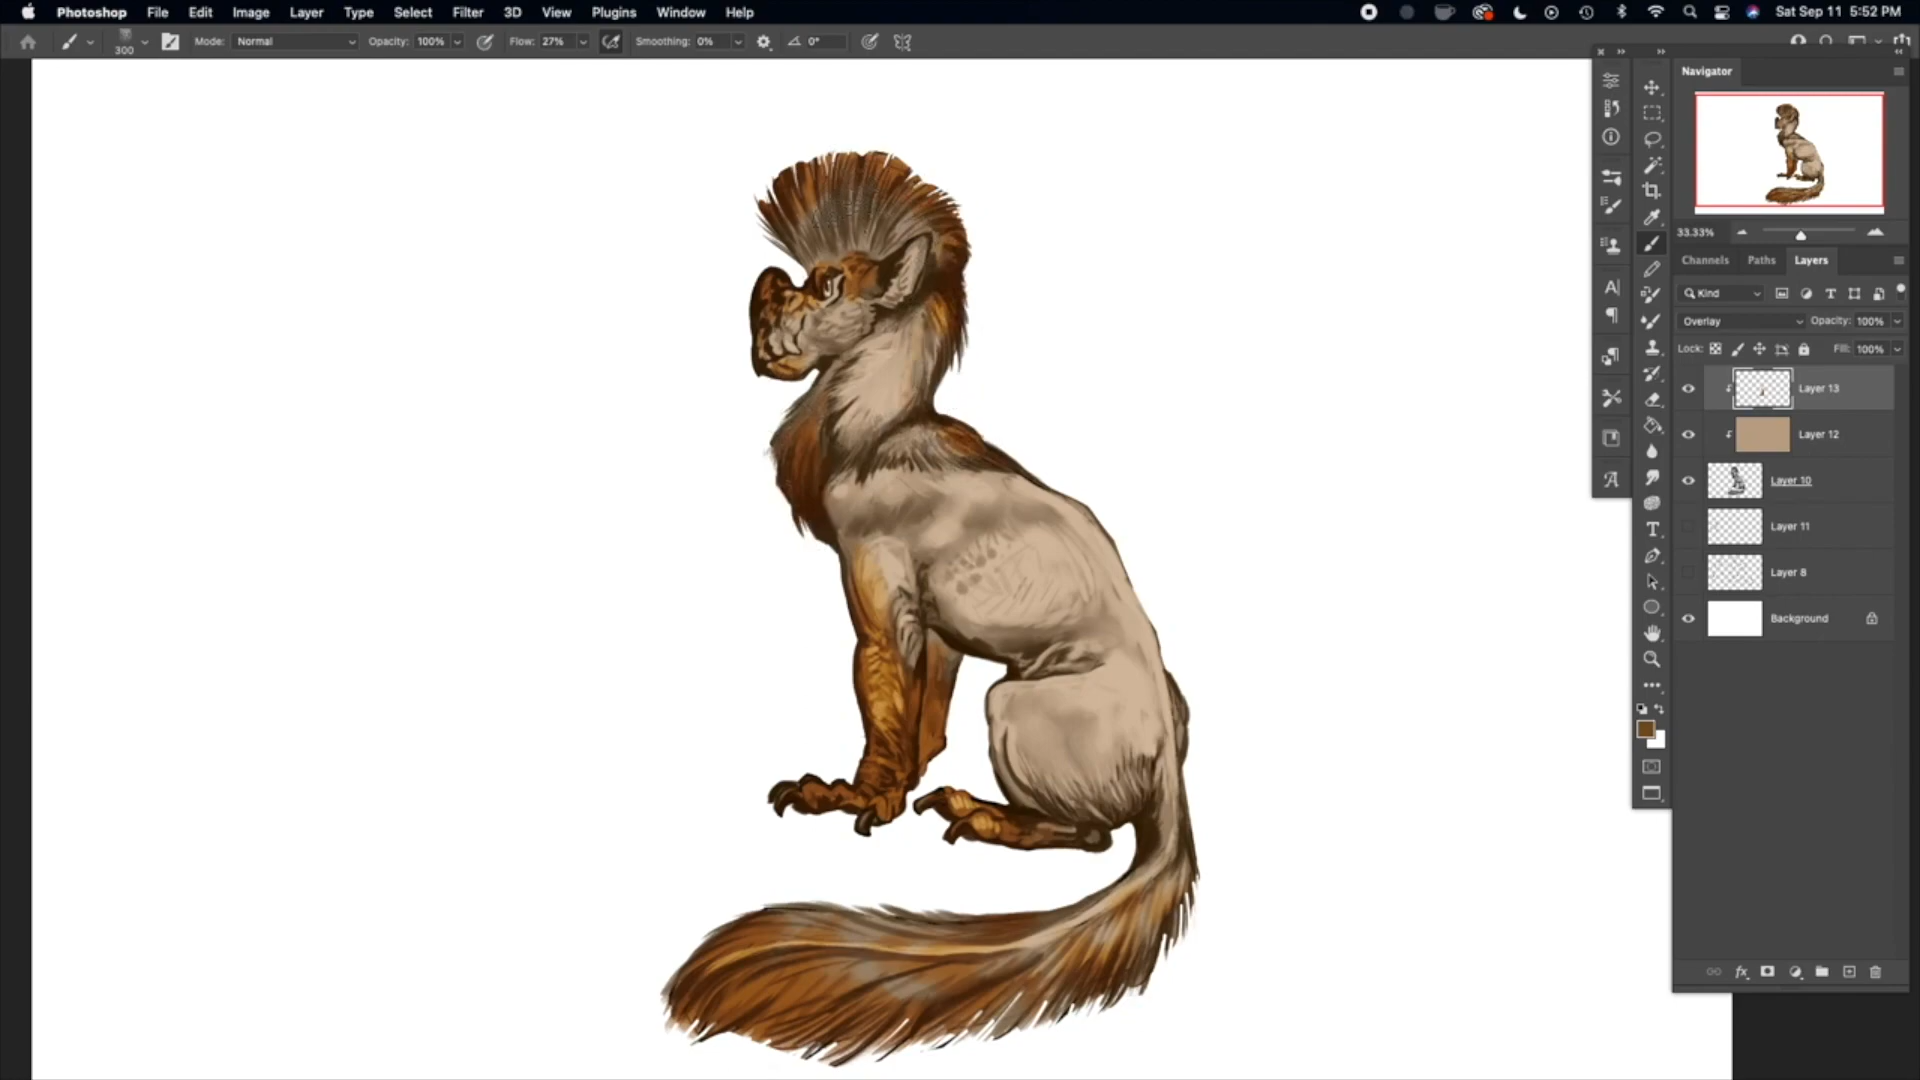 Photoshop File Edit Image Layer Type Select Filter 3D View Plugins Window Help Sat Sep 11 5:52 PM
300 Mode: Normal Opacity: 100% Flow: 27% Smoothing: 0% 0°
Navigator
33.33%
Channels Paths Layers
Kind
Overlay Opacity: 100%
Lock: Fill: 100%
Layer 13
Layer 12
Layer 10
Layer 11
Layer 8
Background